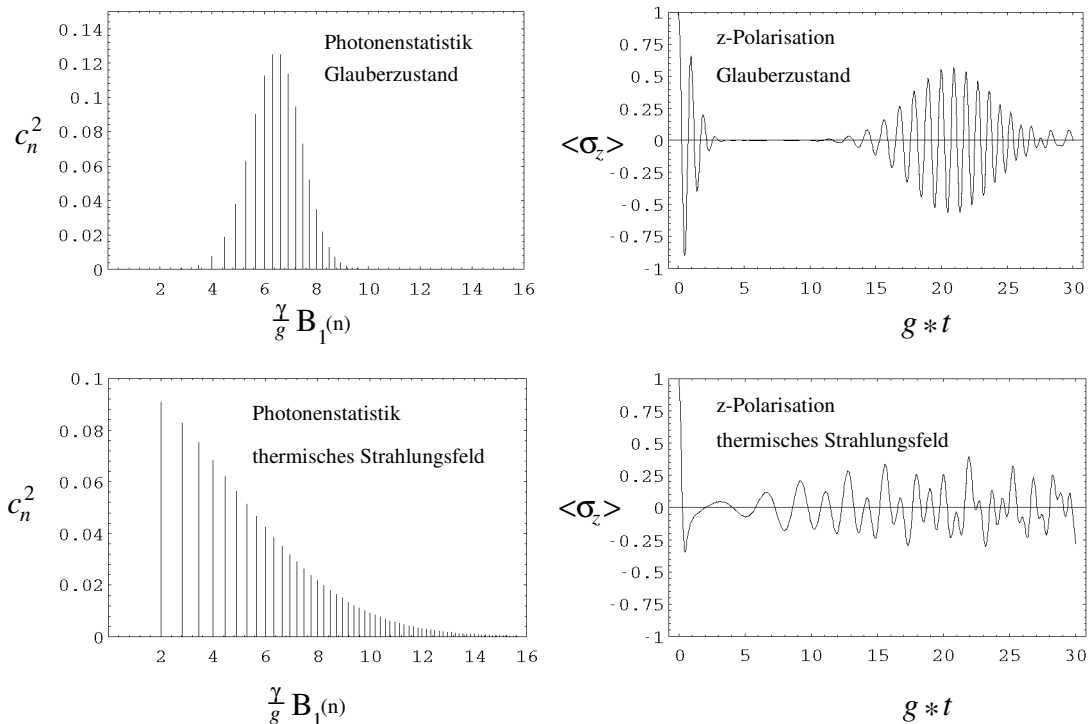 0.14
0.12
0.1
0.08
0.06
0.04
0.02
0
2 4 6 8 10 12 14 16
c_n^2
Photonenstatistik
Glauberzustand
γ/g B_1(n)
1
0.75
0.5
0.25
0
-0.25
-0.5
-0.75
-1
0 5 10 15 20 25 30
<σ_z>
z-Polarisation
Glauberzustand
g * t
0.1
0.08
0.06
0.04
0.02
0
2 4 6 8 10 12 14 16
c_n^2
Photonenstatistik
thermisches Strahlungsfeld
γ/g B_1(n)
1
0.75
0.5
0.25
0
-0.25
-0.5
-0.75
-1
0 5 10 15 20 25 30
<σ_z>
z-Polarisation
thermisches Strahlungsfeld
g * t